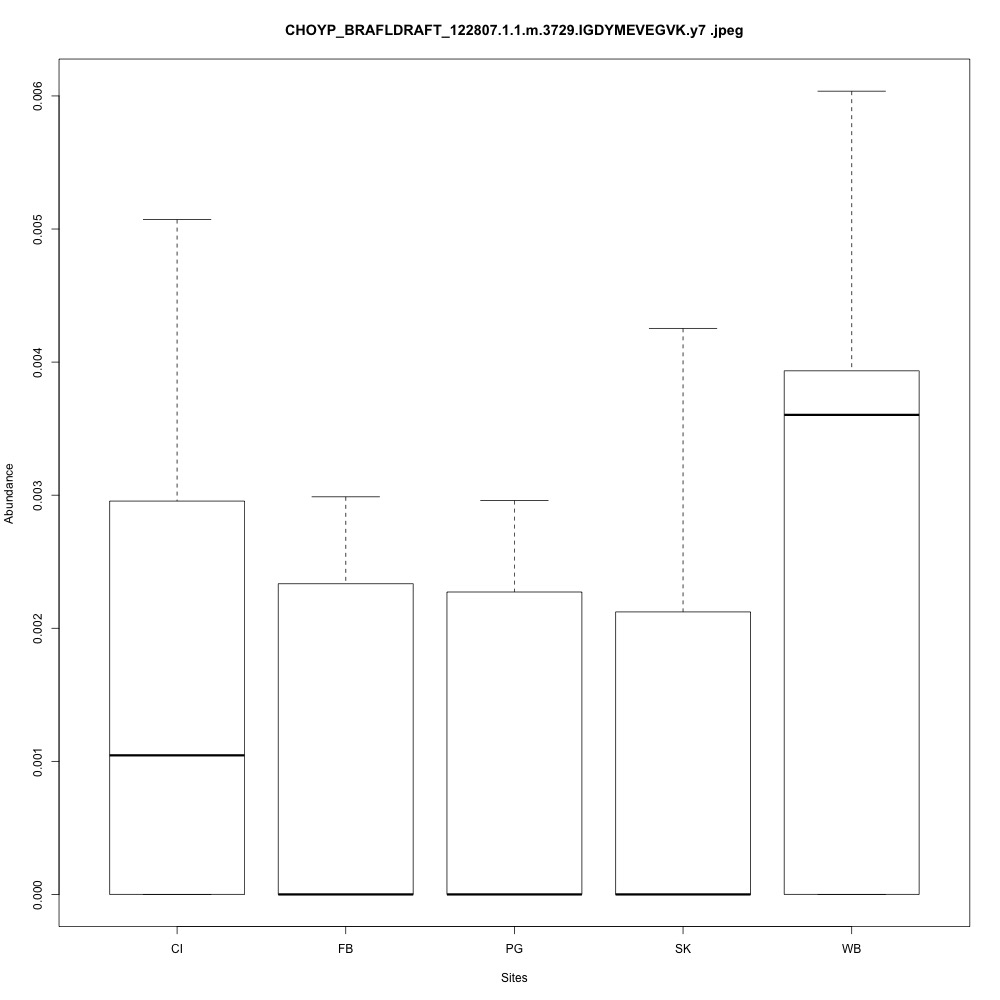 CHOYP_BRAFLDRAFT_122807.1.1.m.3729.IGDYMEVEGVK.y7 .jpeg
0.006
0.005
0.004
0.003
0.002
0.001
0.000
Abundance
CI FB PG SK WB
Sites